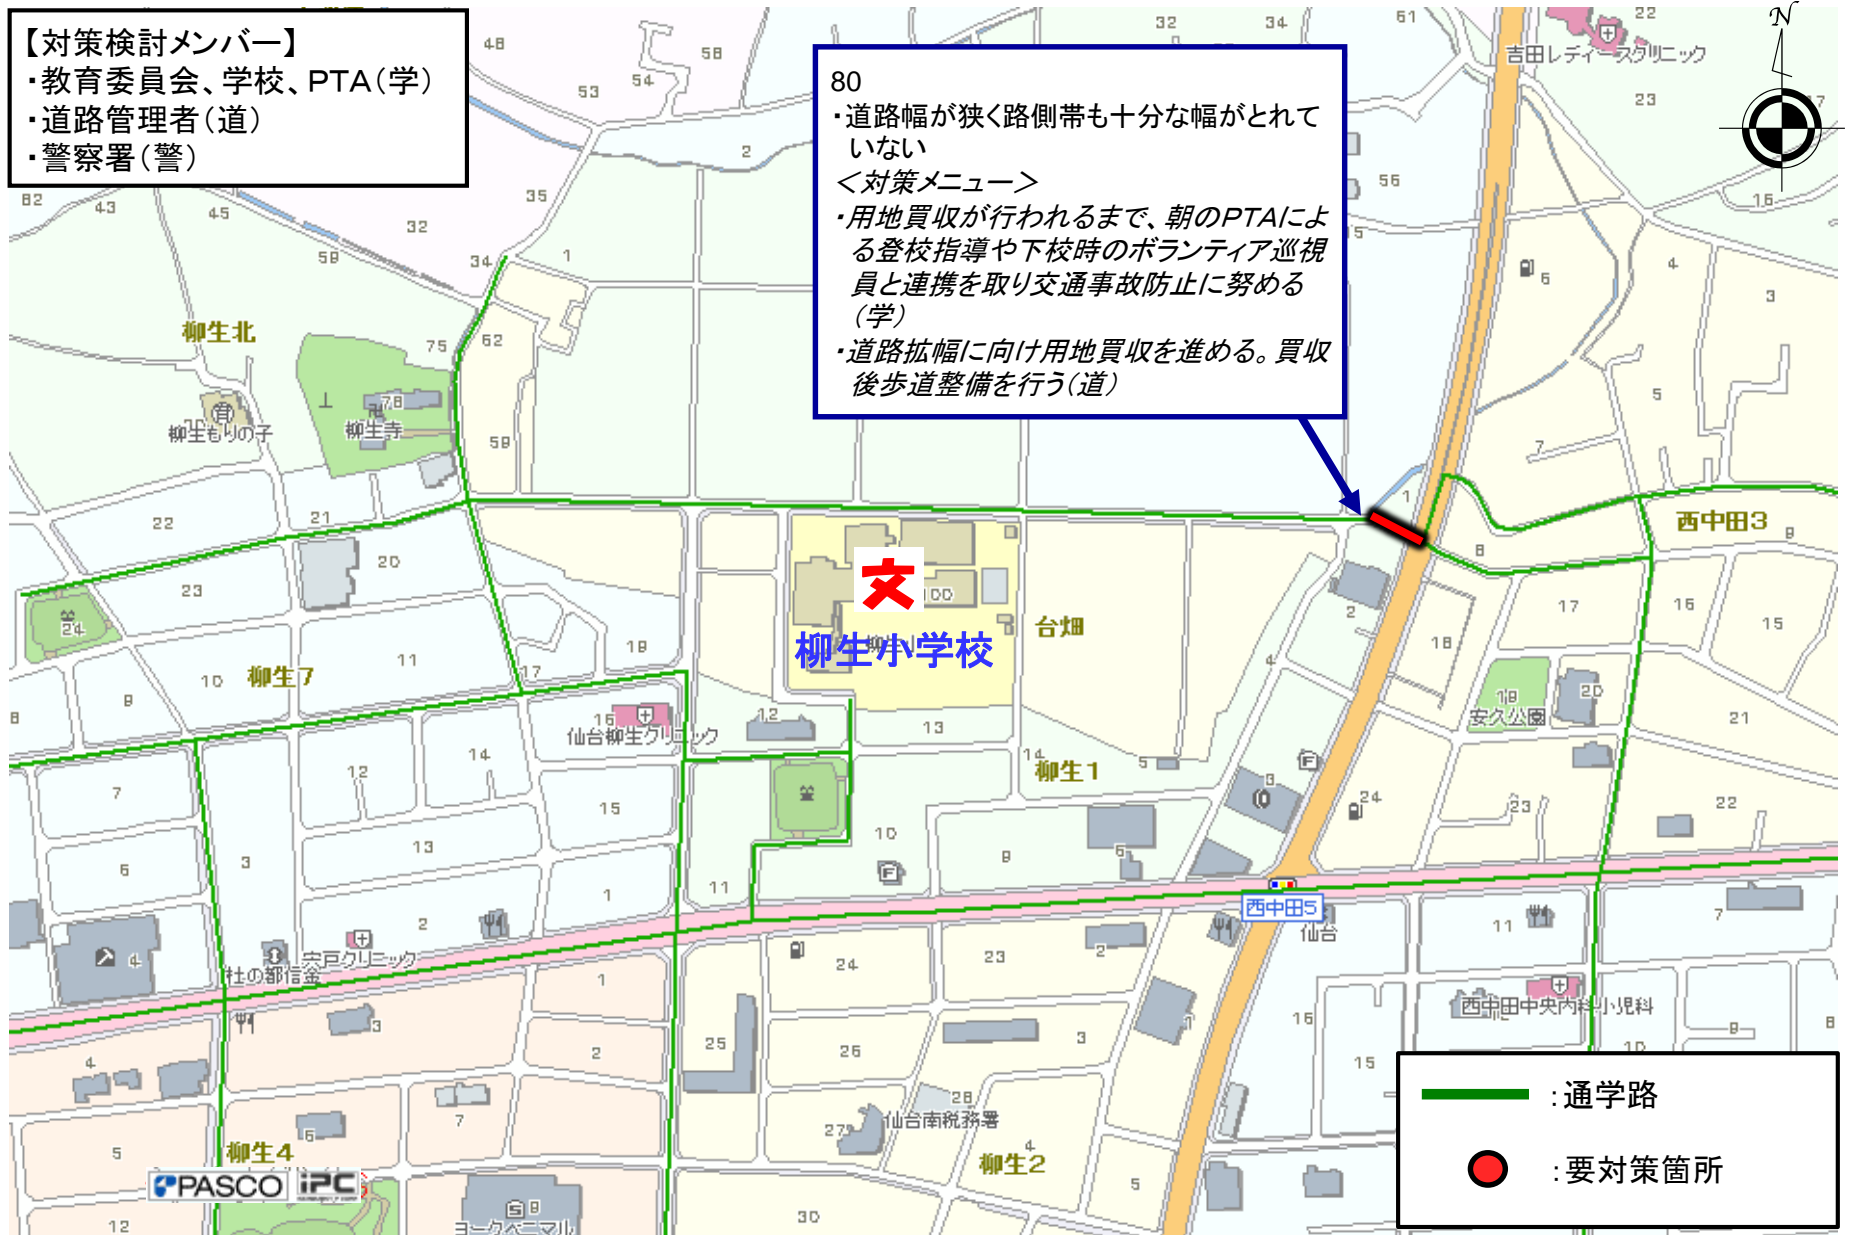 【対策検討メンバー】
・教育委員会、学校、PTA（学）
・道路管理者（道）
・警察署（警）
80
・道路幅が狭く路側帯も十分な幅がとれて
いない
＜対策メニュー＞
・用地買収が行われるまで、朝のPTAによ
る登校指導や下校時のボランティア巡視
員と連携を取り交通事故防止に努める
（学）
・道路拡幅に向け用地買収を進める。買収
後歩道整備を行う（道）
N
吉田レディースクリニック
柳生北
柳生もりの子
柳生寺
西中田3
文
柳生小学校
台畑
柳生7
仙台柳生クリニック
安久公園
柳生1
西中田5
仙台
宍戸クリニック
杜の都信金
西中田中央内科小児科
仙台南税務署
柳生4
柳生2
ヨークベニマル
PASCO iPC
：通学路
：要対策箇所